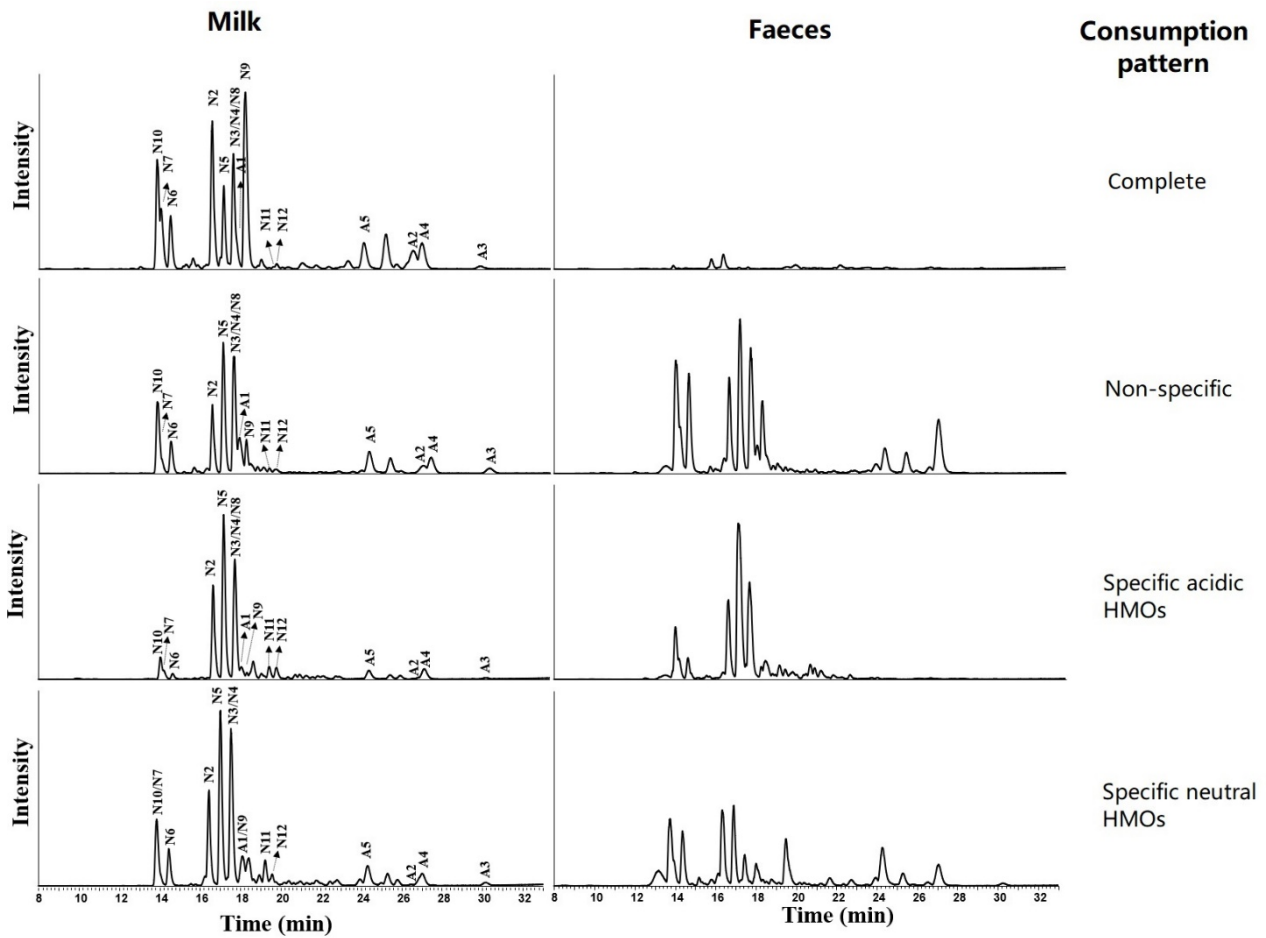 Milk
Faeces
Consumption
pattern
Intensity
N10
N7
N6
N2
N5
N3/N4/N8
A1
N9
N11
N12
A5
A2
A4
A3
Complete
Intensity
N10
N7
N6
N2
N5
N3/N4/N8
A1
N9
N11
N12
A5
A2
A4
A3
Non-specific
Intensity
N10
N7
N6
N2
N5
N3/N4/N8
A1
N9
N11
N12
A5
A2
A4
A3
Specific acidic
HMOs
Intensity
N10/N7
N6
N2
N5
N3/N4
A1/N9
N11
N12
A5
A2
A4
A3
Specific neutral
HMOs
8 10 12 14 16 18 20 22 24 26 28 30 32
8 10 12 14 16 18 20 22 24 26 28 30 32
Time (min)
Time (min)